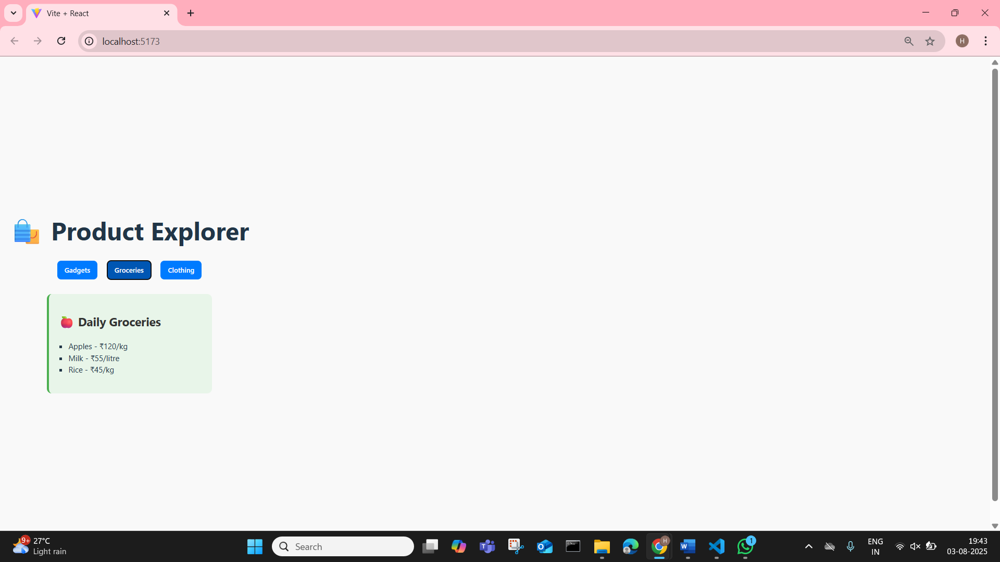 Vite + React
localhost:5173
H
Product Explorer
Gadgets Groceries Clothing
Daily Groceries
Apples - ₹120/kg
Milk - ₹55/litre
Rice - ₹45/kg
9+
27°C
Light rain
Search
H
1
ENG
IN
19:43
03-08-2025